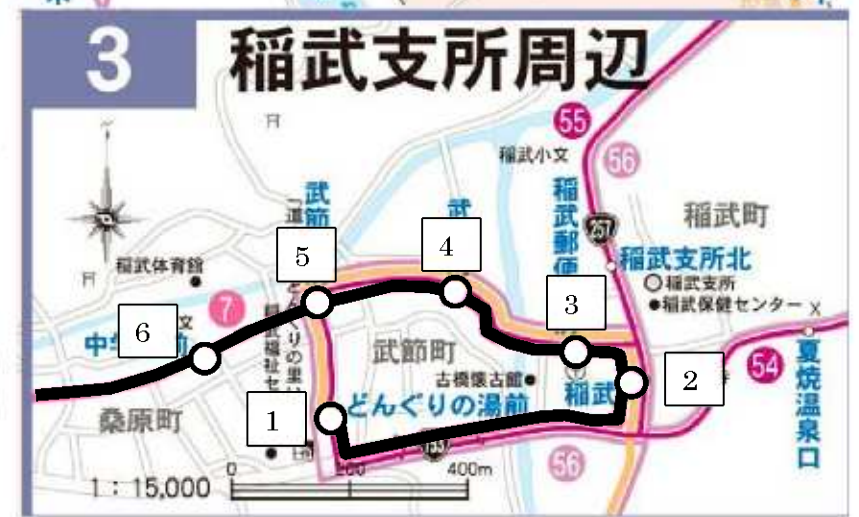 3
稲武支所周辺
55
56
稲武小文
稲武郵便
257
稲武町
稲武支所北
稲武支所
稲武保健センター
武節
武
5
4
3
稲武体育館
7
6
文
中学
前
どんぐりの里
武節町
古橋懐古館
稲武
2
54
夏焼温泉口
桑原町
1
どんぐりの湯前
153
56
1：15,000
0
200
400m